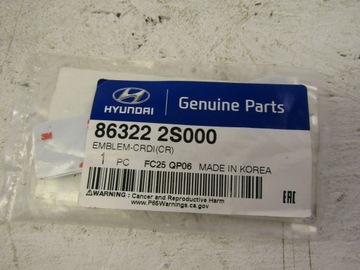 HYUNDAI
Genuine Parts
86322 2S000
EMBLEM-CRDI(CR)
1 PC FC25 QP06 MADE IN KOREA
WARNING: Cancer and Reproductive Harm
www.P65Warnings.ca.gov
EAC
3M